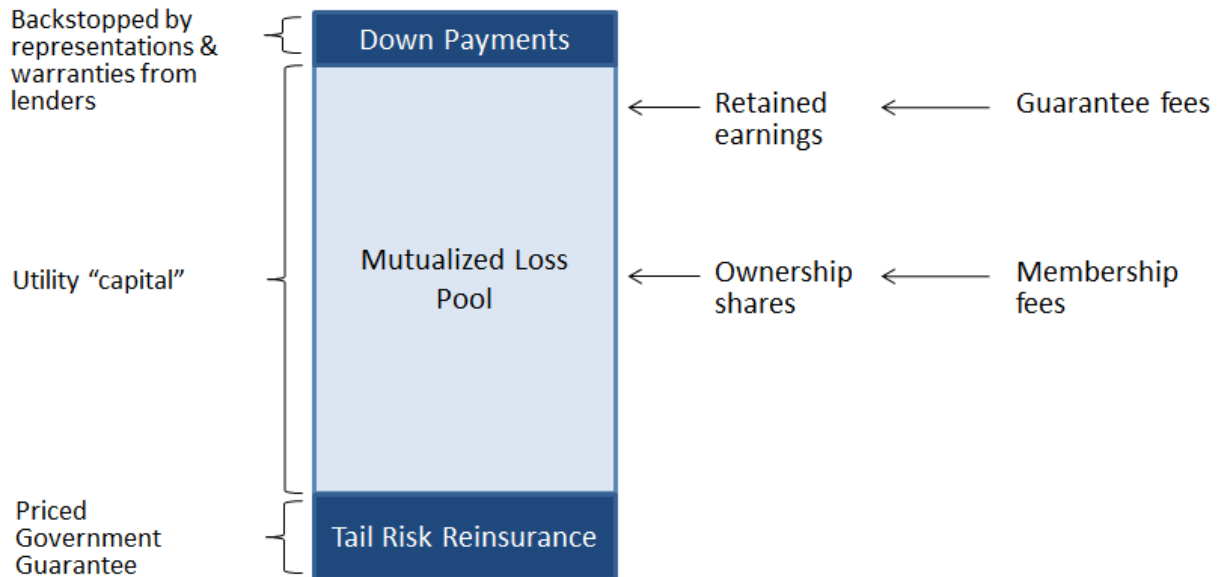 Backstopped by
representations &
warranties from
lenders
Down Payments
Retained
earnings
Guarantee fees
Utility “capital”
Mutualized Loss
Pool
Ownership
shares
Membership
fees
Priced
Government
Guarantee
Tail Risk Reinsurance